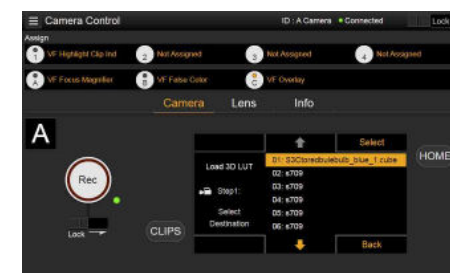 Camera Control
ID : A Camera
Connected
Lock
Assign
1 VF Highlight Clip Ind
2 Not Assigned
3 Not Assigned
4 Not Assigned
A VF Focus Magnifier
B VF False Color
C VF Overlay
Camera
Lens
Info
A
Select
Load 3D LUT
01: S3Ctoredbulebulb_blue_1.cube
HOME
02: s709
Rec
Step1:
03: s709
04: s709
Select
Destination
05: s709
06: s709
Lock
CLIPS
Back